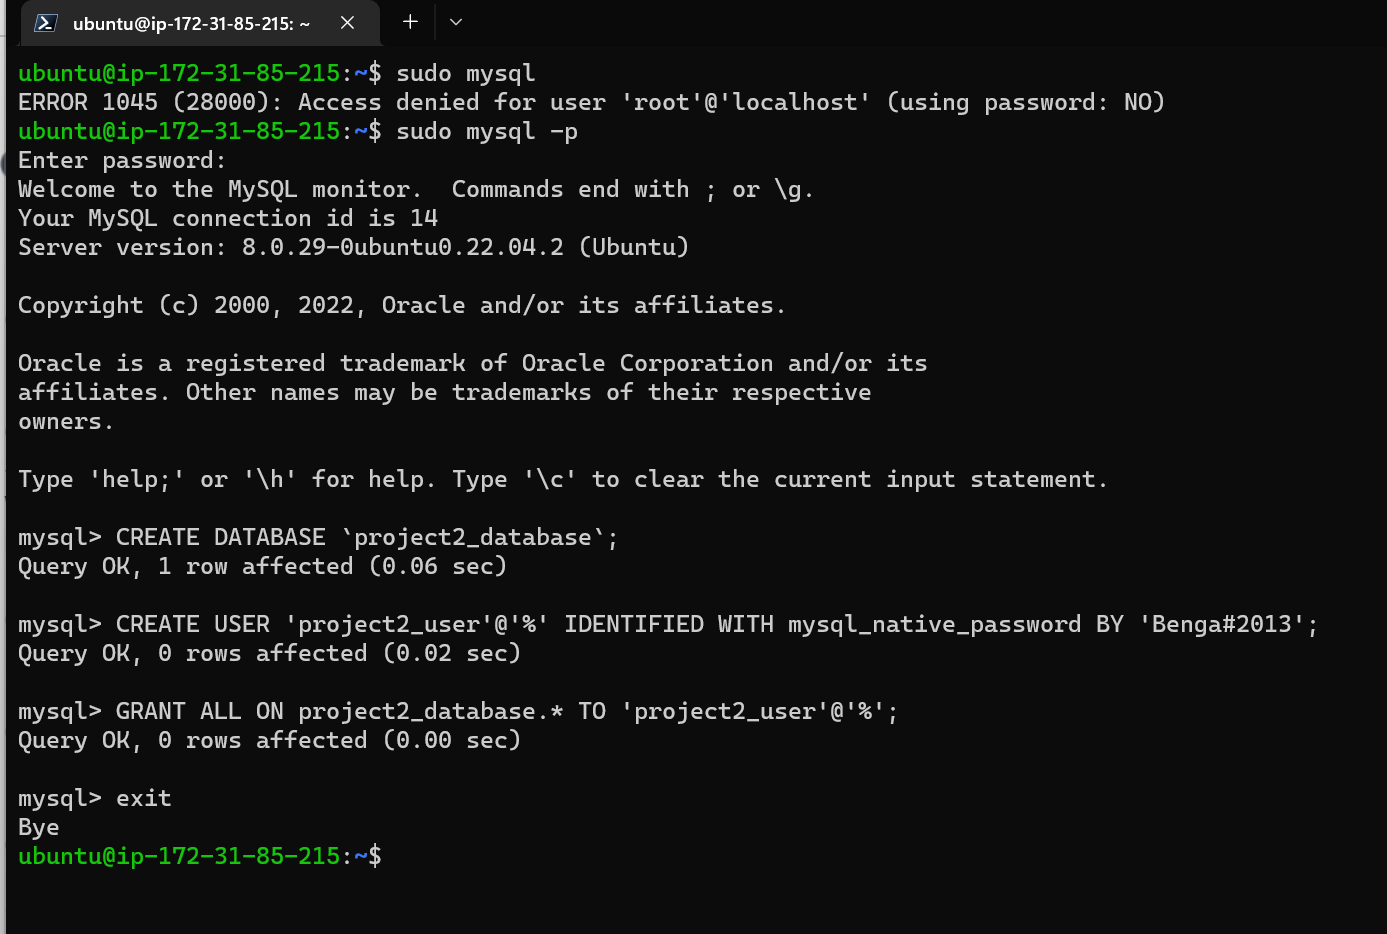 ubuntu@ip-172-31-85-215: ~
ubuntu@ip-172-31-85-215:~$ sudo mysql
ERROR 1045 (28000): Access denied for user 'root'@'localhost' (using password: NO)
ubuntu@ip-172-31-85-215:~$ sudo mysql -p
Enter password:
Welcome to the MySQL monitor.  Commands end with ; or \g.
Your MySQL connection id is 14
Server version: 8.0.29-0ubuntu0.22.04.2 (Ubuntu)
Copyright (c) 2000, 2022, Oracle and/or its affiliates.
Oracle is a registered trademark of Oracle Corporation and/or its
affiliates. Other names may be trademarks of their respective
owners.
Type 'help;' or '\h' for help. Type '\c' to clear the current input statement.
mysql> CREATE DATABASE `project2_database`;
Query OK, 1 row affected (0.06 sec)
mysql> CREATE USER 'project2_user'@'%' IDENTIFIED WITH mysql_native_password BY 'Benga#2013';
Query OK, 0 rows affected (0.02 sec)
mysql> GRANT ALL ON project2_database.* TO 'project2_user'@'%';
Query OK, 0 rows affected (0.00 sec)
mysql> exit
Bye
ubuntu@ip-172-31-85-215:~$